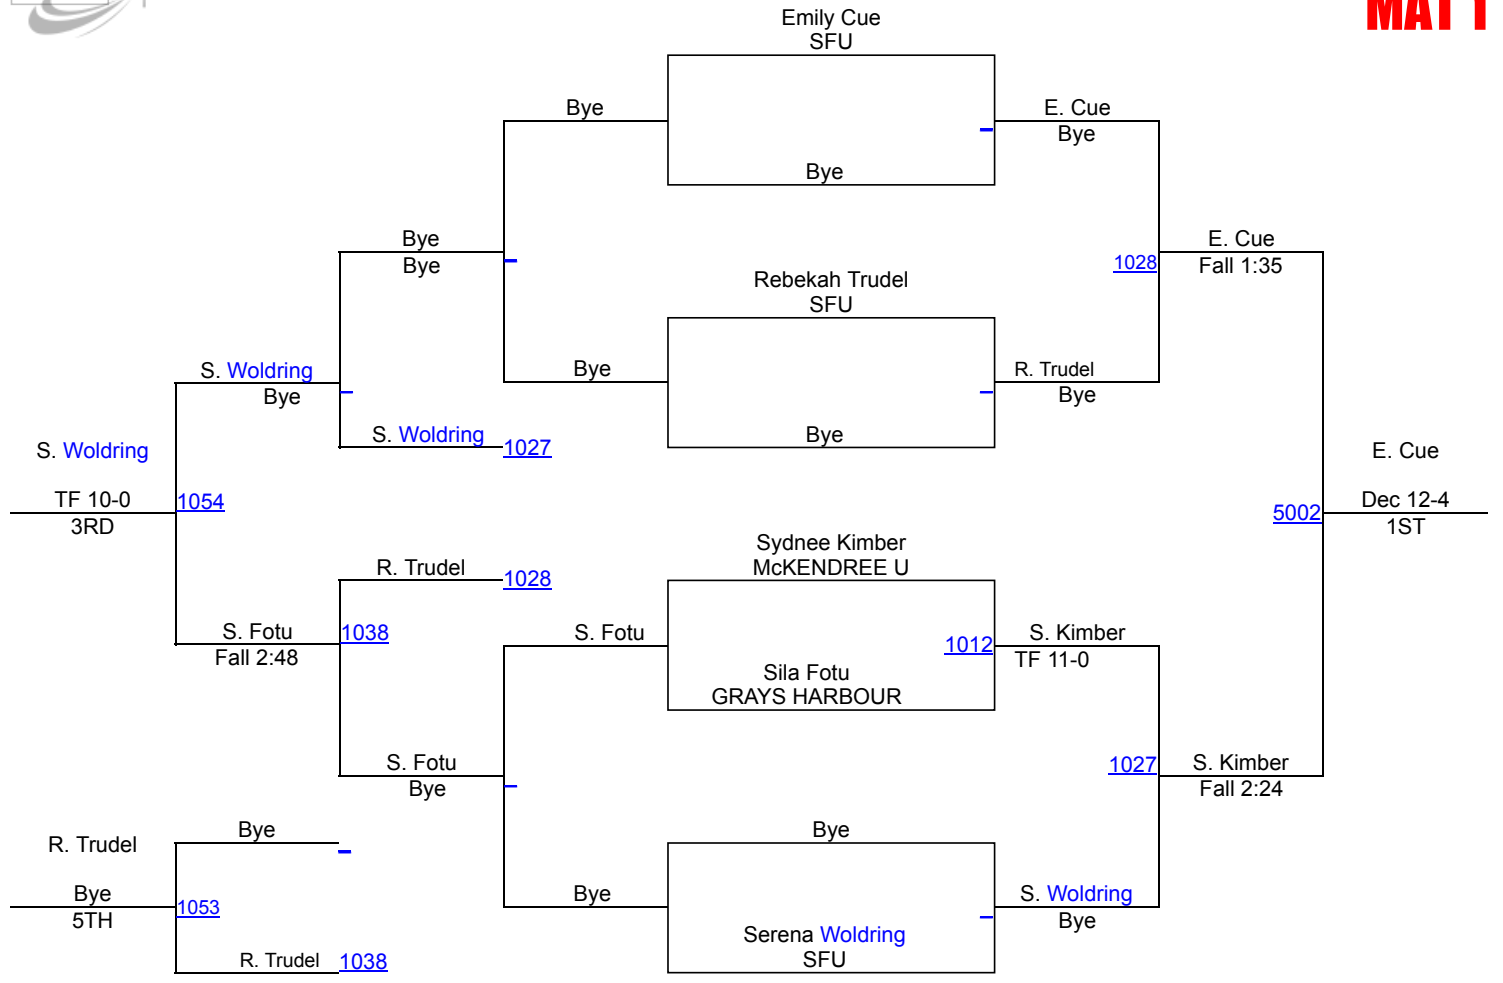 MAT 1
Emily Cue
SFU
Bye
E. Cue
Bye
Bye
Bye
Bye
E. Cue
Fall 1:35
1028
Rebekah Trudel
SFU
Bye
R. Trudel
Bye
Bye
S. Woldring
Bye
S. Woldring 1027
S. Woldring
TF 10-0
3RD
1054
E. Cue
Dec 12-4
1ST
5002
Sydnee Kimber
McKENDREE U
R. Trudel 1028
S. Fotu
Fall 2:48
1038
S. Fotu
1012
S. Kimber
TF 11-0
Sila Fotu
GRAYS HARBOUR
S. Fotu
Bye
1027
S. Kimber
Fall 2:24
Bye
R. Trudel
Bye
5TH
1053
Bye
Bye
S. Woldring
Bye
Serena Woldring
SFU
R. Trudel 1038